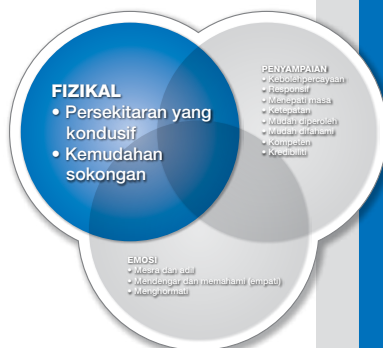 FIZIKAL
• Persekitaran yang
kondusif
• Kemudahan
sokongan
PENYAMPAIAN
• Kebolehpercayaan
• Responsif
• Menepati masa
• Ketepatan
• Mudah diperoleh
• Mudah difahami
• Kompeten
• Kredibiliti
EMOSI
• Mesra dan adil
• Mendengar dan memahami (empati)
• Menghormati